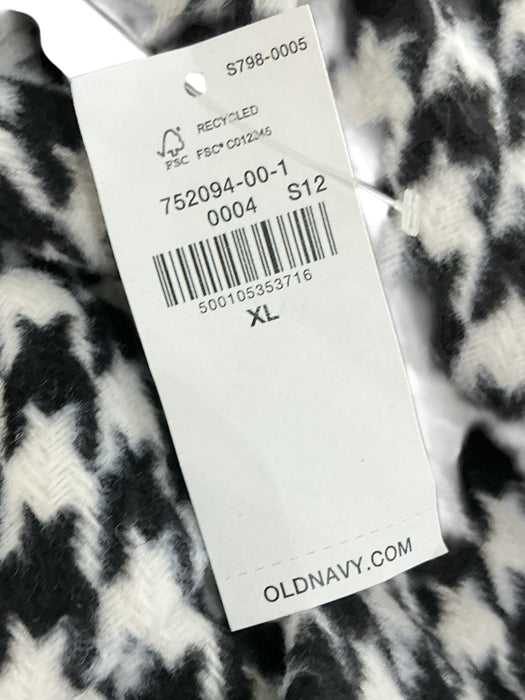 S798-0005
RECYCLED
FSC FSC® C012245
752094-00-1
0004 S12
500105353716
XL
OLDNAVY.COM